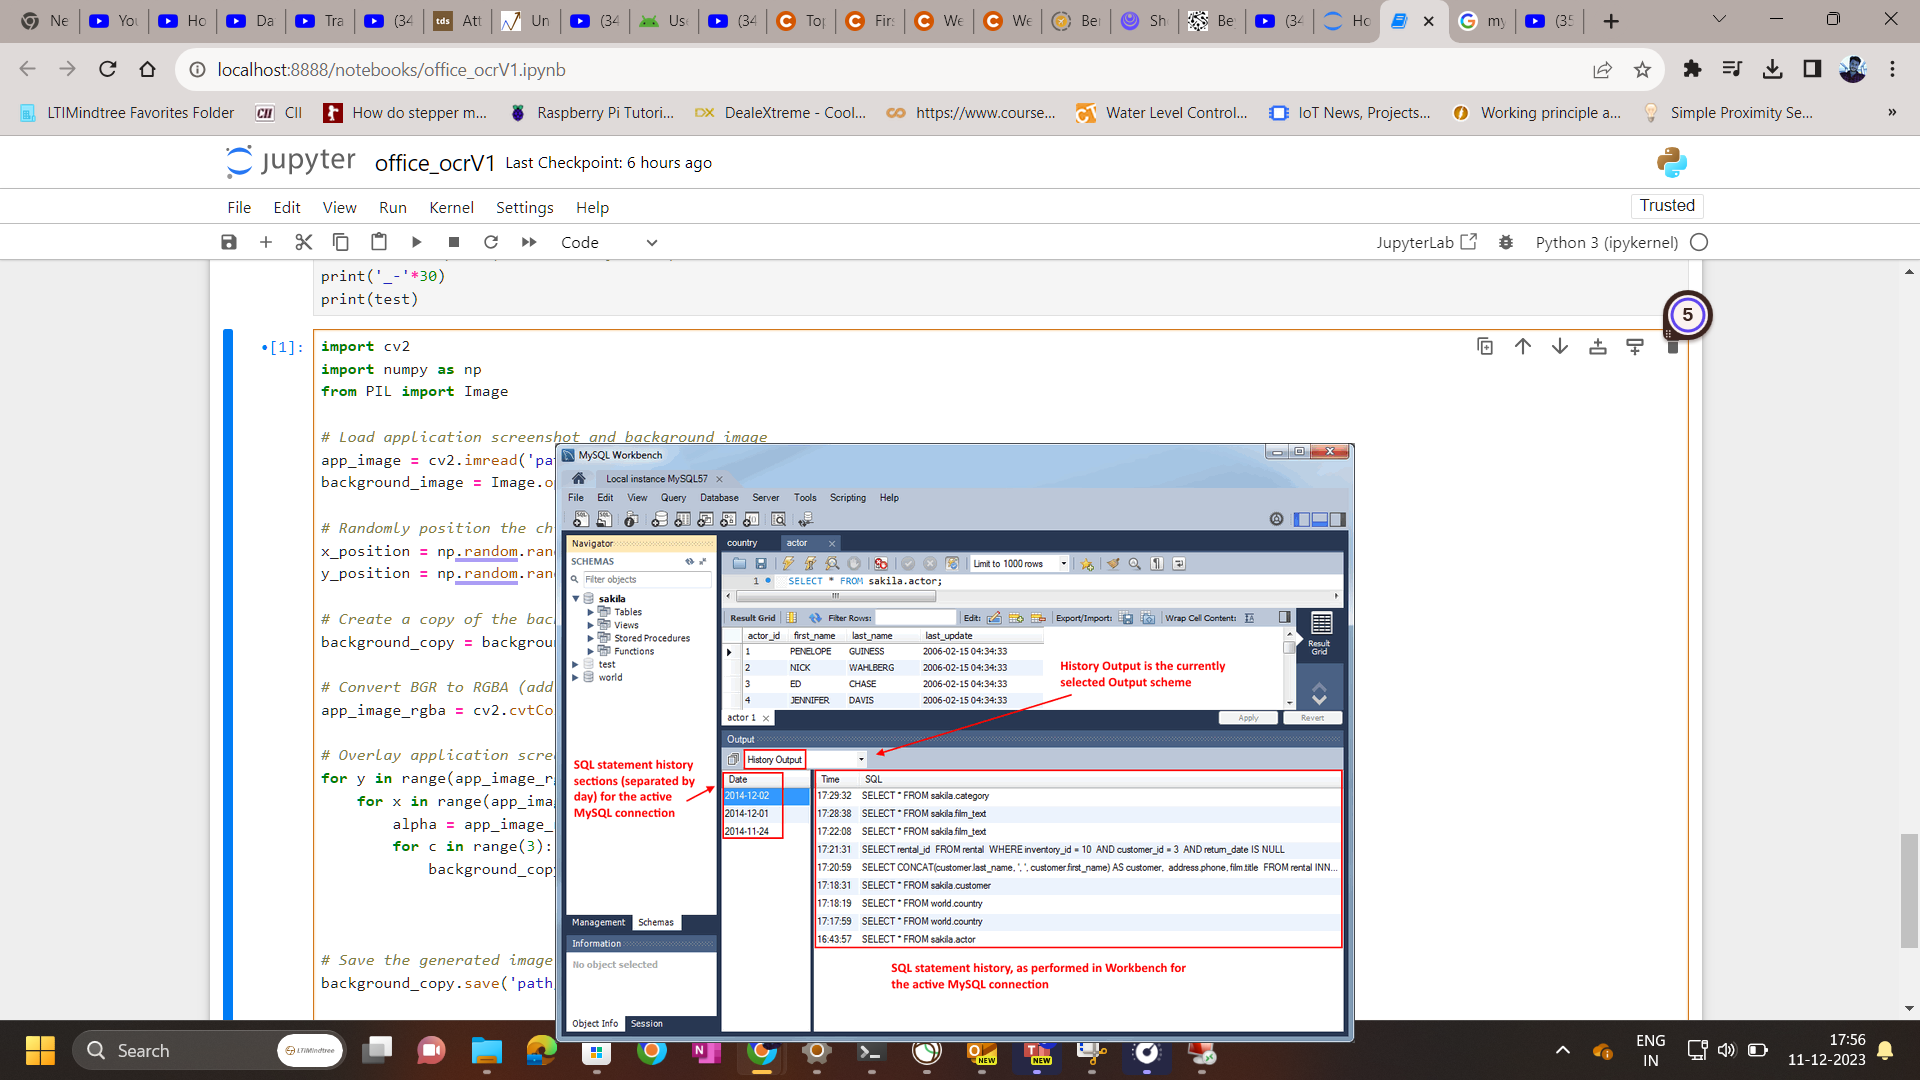 Ne
You
Ho
Da
Tra
(34
Att
Un
(34
Use
(34
Top
Firs
We
We
Ber
Sh
Be
(34
Ho
my
(35
localhost:8888/notebooks/office_ocrV1.ipynb
LTIMindtree Favorites Folder
CII CII
How do stepper m...
Raspberry Pi Tutori...
DX DealeXtreme - Cool...
https://www.course...
Water Level Control...
IoT News, Projects...
Working principle a...
Simple Proximity Se...
»
jupyter office_ocrV1 Last Checkpoint: 6 hours ago
File Edit View Run Kernel Settings Help
Trusted
Code
JupyterLab
Python 3 (ipykernel)
print('_-'*30)
print(test)
5
•[1]:
import cv2
import numpy as np
from PIL import Image
# Load application screenshot and background image
app_image = cv2.imread('pa
background_image = Image.o
# Randomly position the ch
x_position = np.random.ran
y_position = np.random.ran
# Create a copy of the bac
background_copy = backgrou
# Convert BGR to RGBA (add
app_image_rgba = cv2.cvtCo
# Overlay application scre
for y in range(app_image_r
for x in range(app_ima
alpha = app_image_
for c in range(3):
background_cop
# Save the generated image
background_copy.save('path
MySQL Workbench
Local instance MySQL57
File Edit View Query Database Server Tools Scripting Help
Navigator
SCHEMAS
Filter objects
sakila
Tables
Views
Stored Procedures
Functions
test
world
Management Schemas
Information
No object selected
Object Info Session
country actor
Limit to 1000 rows
1 SELECT * FROM sakila.actor;
Result Grid Filter Rows: Edit: Export/Import: Wrap Cell Content:
actor_id first_name last_name last_update
1 PENELOPE GUINESS 2006-02-15 04:34:33
2 NICK WAHLBERG 2006-02-15 04:34:33
3 ED CHASE 2006-02-15 04:34:33
4 JENNIFER DAVIS 2006-02-15 04:34:33
Result
Grid
History Output is the currently
selected Output scheme
actor 1
Apply Revert
Output
History Output
SQL statement history
sections (separated by
day) for the active
MySQL connection
Date
2014-12-02
2014-12-01
2014-11-24
Time SQL
17:29:32 SELECT * FROM sakila.category
17:28:38 SELECT * FROM sakila.film_text
17:22:08 SELECT * FROM sakila.film_text
17:21:31 SELECT rental_id FROM rental WHERE inventory_id = 10 AND customer_id = 3 AND return_date IS NULL
17:20:59 SELECT CONCAT(customer.last_name, ', ', customer.first_name) AS customer, address.phone, film.title FROM rental INN...
17:18:31 SELECT * FROM sakila.customer
17:18:19 SELECT * FROM world.country
17:17:59 SELECT * FROM world.country
16:43:57 SELECT * FROM sakila.actor
SQL statement history, as performed in Workbench for
the active MySQL connection
Search
LTIMindtree
NEW
NEW
ENG
IN
17:56
11-12-2023